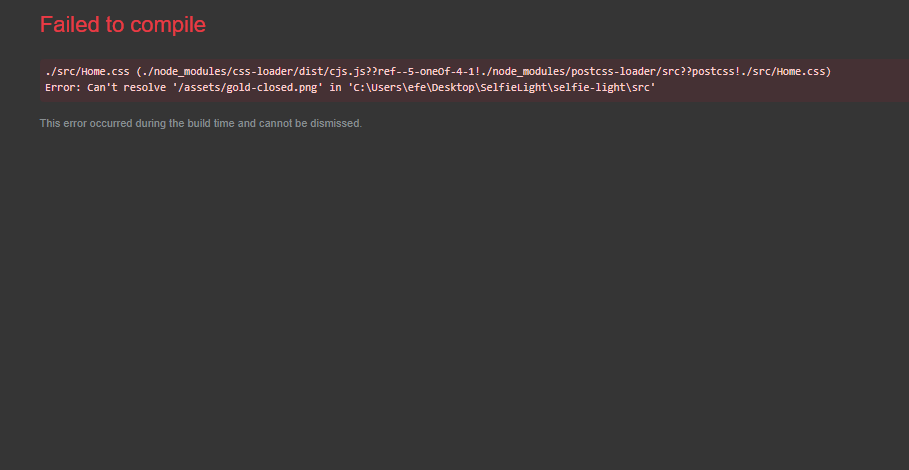 Failed to compile
./src/Home.css (./node_modules/css-loader/dist/cjs.js??ref--5-oneOf-4-1!./node_modules/postcss-loader/src??postcss!./src/Home.css)
Error: Can't resolve '/assets/gold-closed.png' in 'C:\Users\efe\Desktop\SelfieLight\selfie-light\src'
This error occurred during the build time and cannot be dismissed.